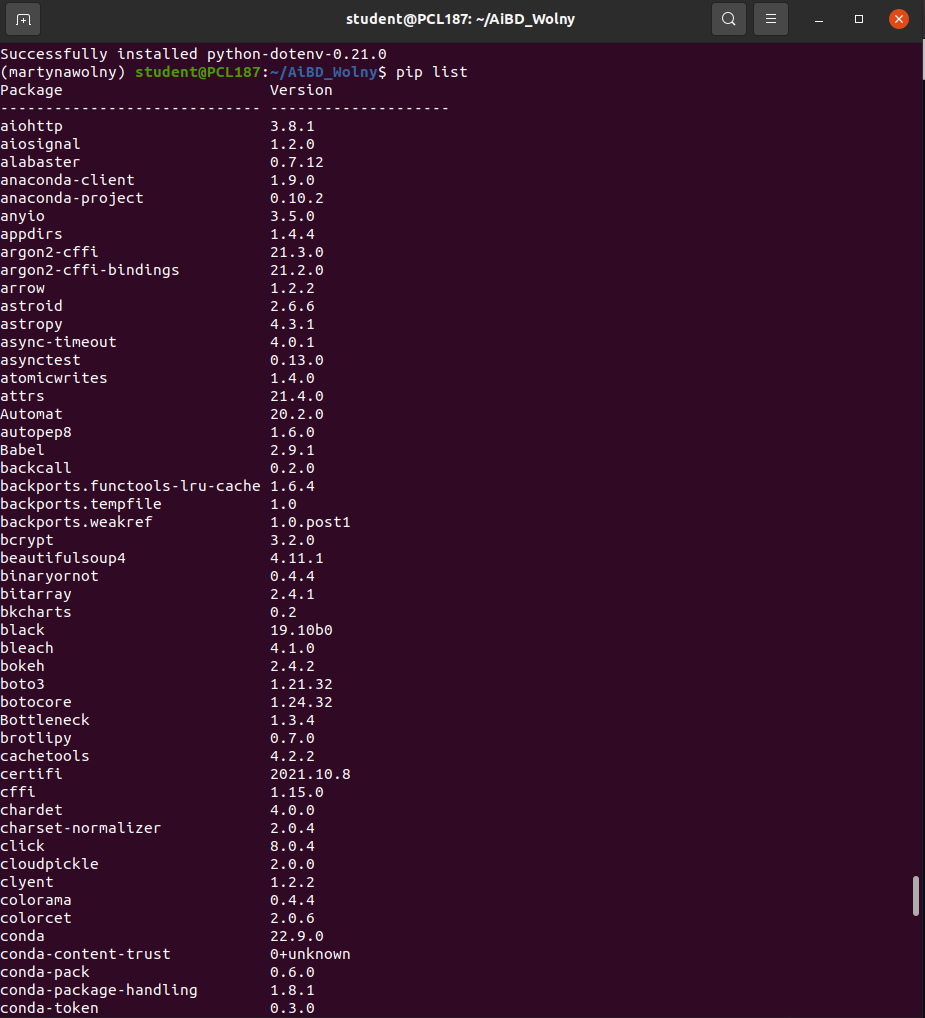 student@PCL187: ~/AiBD_Wolny
Successfully installed python-dotenv-0.21.0
(martynawolny) student@PCL187:~/AiBD_Wolny$ pip list
Package                       Version
----------------------------- --------------------
aiohttp                       3.8.1
aiosignal                     1.2.0
alabaster                     0.7.12
anaconda-client               1.9.0
anaconda-project              0.10.2
anyio                         3.5.0
appdirs                       1.4.4
argon2-cffi                   21.3.0
argon2-cffi-bindings          21.2.0
arrow                         1.2.2
astroid                       2.6.6
astropy                       4.3.1
async-timeout                 4.0.1
asynctest                     0.13.0
atomicwrites                  1.4.0
attrs                         21.4.0
Automat                       20.2.0
autopep8                      1.6.0
Babel                         2.9.1
backcall                      0.2.0
backports.functools-lru-cache 1.6.4
backports.tempfile            1.0
backports.weakref             1.0.post1
bcrypt                        3.2.0
beautifulsoup4                4.11.1
binaryornot                   0.4.4
bitarray                      2.4.1
bkcharts                      0.2
black                         19.10b0
bleach                        4.1.0
bokeh                         2.4.2
boto3                         1.21.32
botocore                      1.24.32
Bottleneck                    1.3.4
brotlipy                      0.7.0
cachetools                    4.2.2
certifi                       2021.10.8
cffi                          1.15.0
chardet                       4.0.0
charset-normalizer            2.0.4
click                         8.0.4
cloudpickle                   2.0.0
clyent                        1.2.2
colorama                      0.4.4
colorcet                      2.0.6
conda                         22.9.0
conda-content-trust           0+unknown
conda-pack                    0.6.0
conda-package-handling        1.8.1
conda-token                   0.3.0